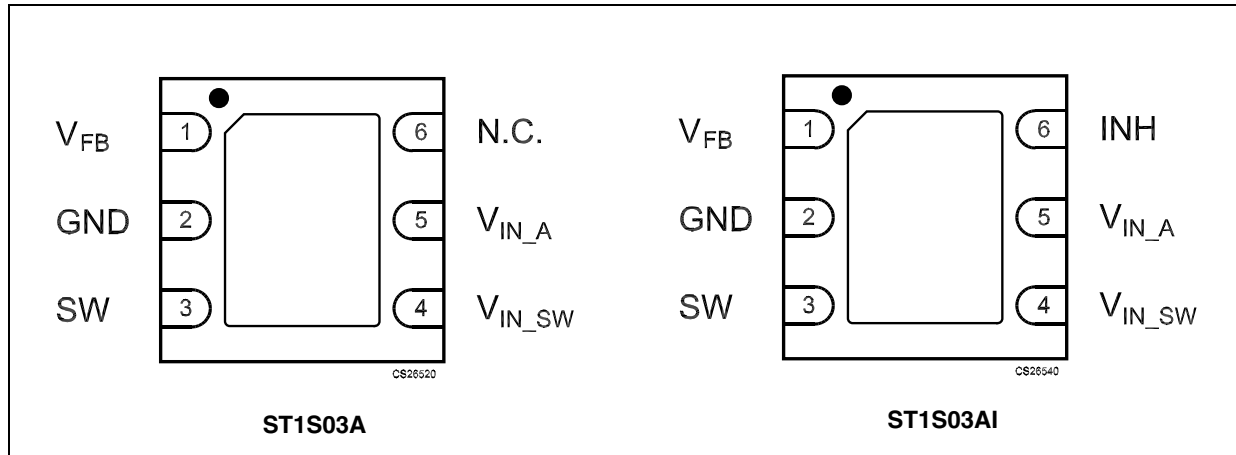 V_FB 1 6 N.C.
GND 2 5 V_IN_A
SW 3 4 V_IN_SW
CS26520
ST1S03A
V_FB 1 6 INH
GND 2 5 V_IN_A
SW 3 4 V_IN_SW
CS26540
ST1S03AI